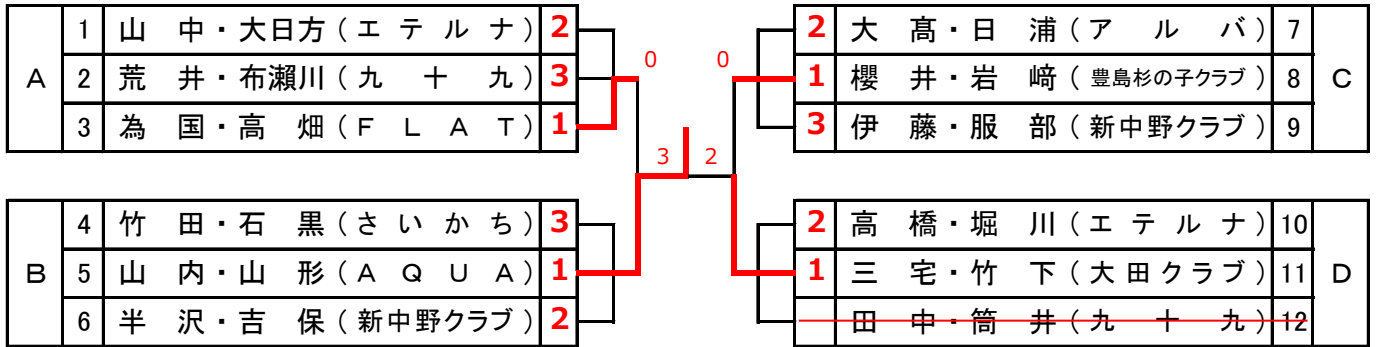 1 山中・大日方(エテルナ) 2
A 2 荒井・布瀬川(九十九) 3
3 為国・高畑(FLAT) 1
0 0
2 大髙・日浦(アルバ) 7
1 櫻井・岩﨑(豊島杉の子クラブ) 8 C
3 伊藤・服部(新中野クラブ) 9
3 2
4 竹田・石黒(さいかち) 3
B 5 山内・山形(AQUA) 1
6 半沢・吉保(新中野クラブ) 2
2 高橋・堀川(エテルナ) 10
1 三宅・竹下(大田クラブ) 11 D
田中・筒井(九十九) 12